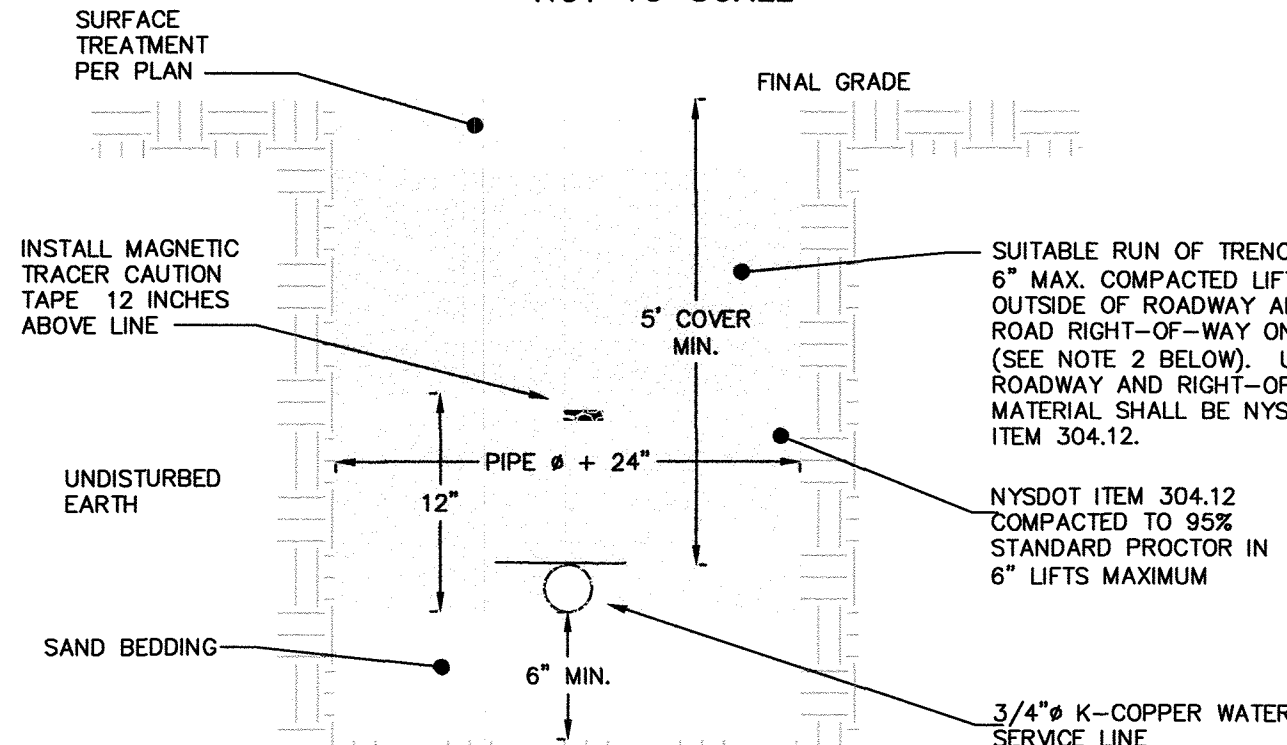 SURFACE
TREATMENT
PER PLAN
FINAL GRADE
INSTALL MAGNETIC
TRACER CAUTION
TAPE 12 INCHES
ABOVE LINE
5' COVER
MIN.
SUITABLE RUN OF
6" MAX. COMPACTED
OUTSIDE OF ROADWAY
ROAD RIGHT-OF-WAY
(SEE NOTE 2 BELOW).
ROADWAY AND
MATERIAL SHALL BE
ITEM 304.12.
PIPE ø + 24"
UNDISTURBED
EARTH
12"
NYSDOT ITEM 304.12
COMPACTED TO 95%
STANDARD PROCTOR IN
6" LIFTS MAXIMUM
SAND BEDDING
6" MIN.
3/4"ø K-COPPER WATER
SERVICE LINE